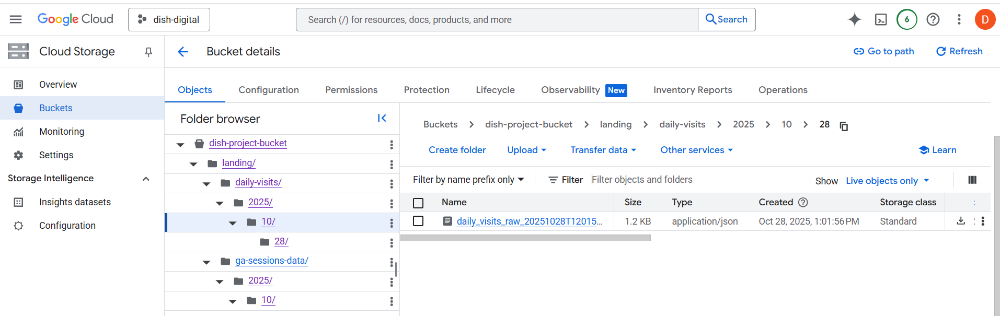 Google Cloud
dish-digital
Search (/) for resources, docs, products, and more
Search
6
D
Cloud Storage
Bucket details
Go to path
Refresh
Overview
Buckets
Monitoring
Settings
Storage Intelligence
Insights datasets
Configuration
Objects
Configuration
Permissions
Protection
Lifecycle
Observability New
Inventory Reports
Operations
Folder browser
dish-project-bucket
landing/
daily-visits/
2025/
10/
28/
ga-sessions-data/
2025/
10/
Buckets > dish-project-bucket > landing > daily-visits > 2025 > 10 > 28
Create folder
Upload
Transfer data
Other services
Learn
Filter by name prefix only
Filter
Filter objects and folders
Show Live objects only
Name Size Type Created Storage class
daily_visits_raw_20251028T12015... 1.2 KB application/json Oct 28, 2025, 1:01:56 PM Standard